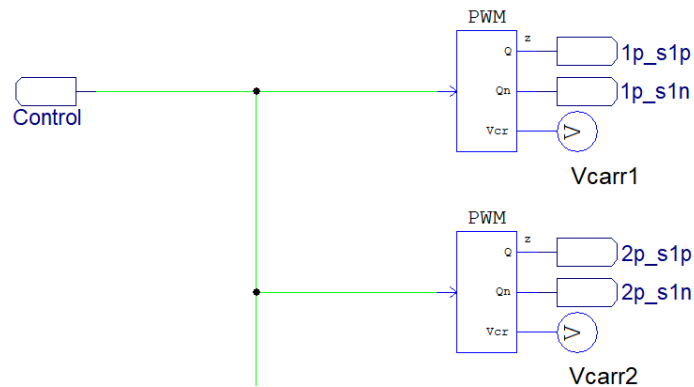 PWM
z
Q
1p_s1p
Control
Qn
1p_s1n
Vcr
V
Vcarr1
PWM
z
Q
2p_s1p
Qn
2p_s1n
Vcr
V
Vcarr2